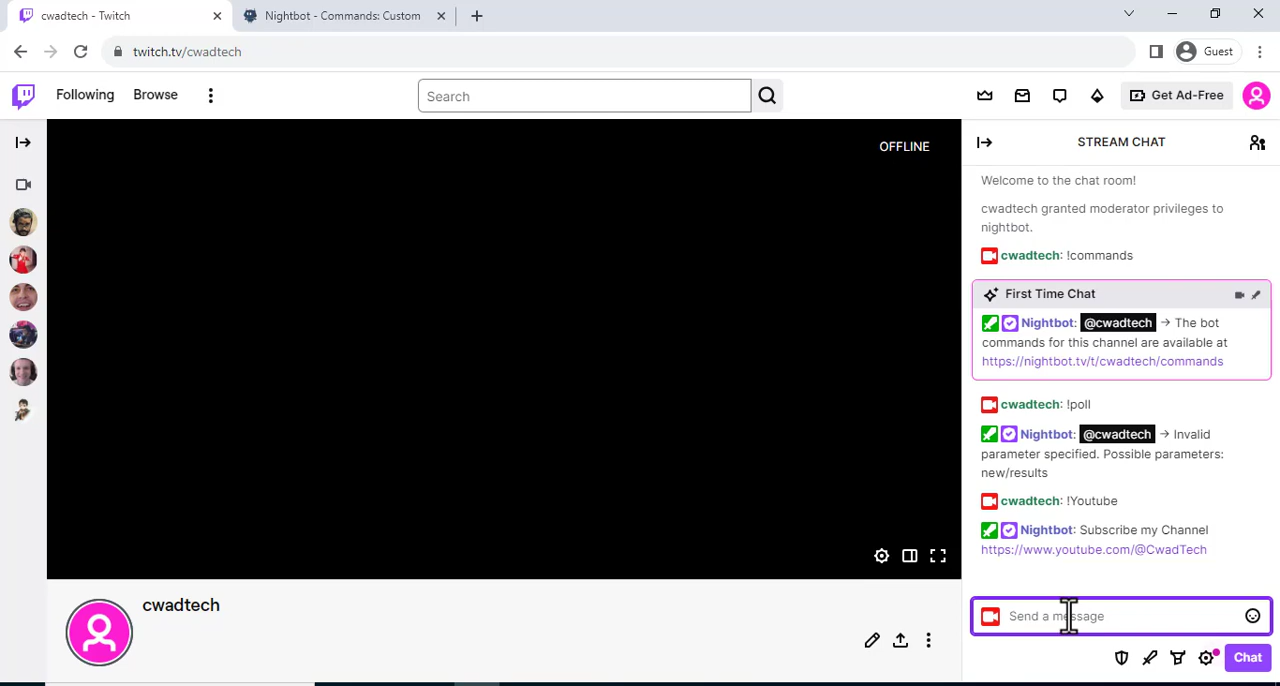 cwadtech - Twitch
Nightbot - Commands: Custom
twitch.tv/cwadtech
Guest
Following
Browse
Search
Get Ad-Free
OFFLINE
STREAM CHAT
Welcome to the chat room!
cwadtech granted moderator privileges to
nightbot.
cwadtech: !commands
First Time Chat
Nightbot: @cwadtech → The bot
commands for this channel are available at
https://nightbot.tv/t/cwadtech/commands
cwadtech: !poll
Nightbot: @cwadtech → Invalid
parameter specified. Possible parameters:
new/results
cwadtech: !Youtube
Nightbot: Subscribe my Channel
https://www.youtube.com/@CwadTech
Send a message
cwadtech
Chat